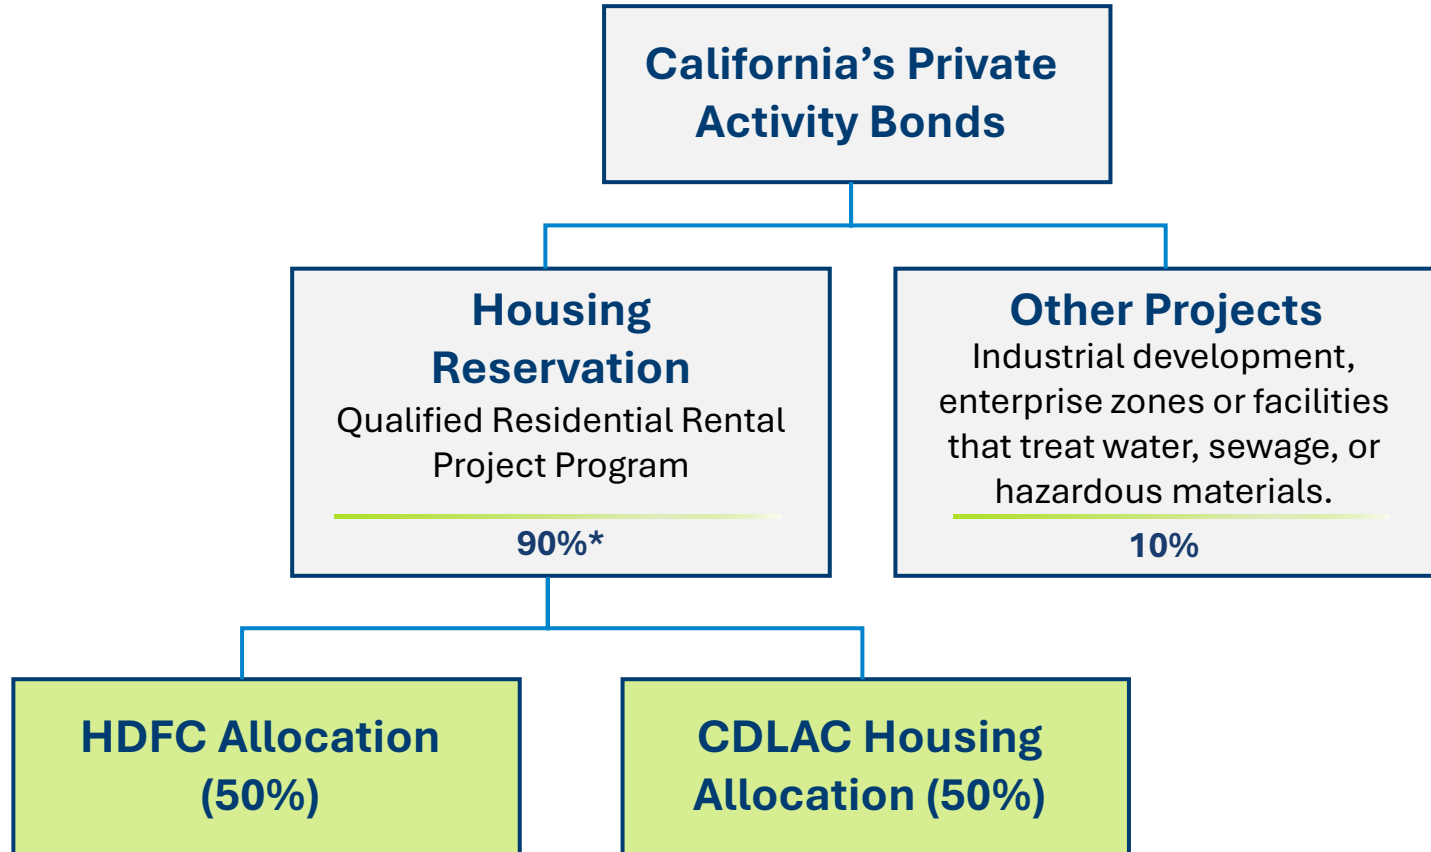 California’s Private
Activity Bonds
Housing
Reservation
Qualified Residential Rental
Project Program
90%*
Other Projects
Industrial development,
enterprise zones or facilities
that treat water, sewage, or
hazardous materials.
10%
HDFC Allocation
(50%)
CDLAC Housing
Allocation (50%)